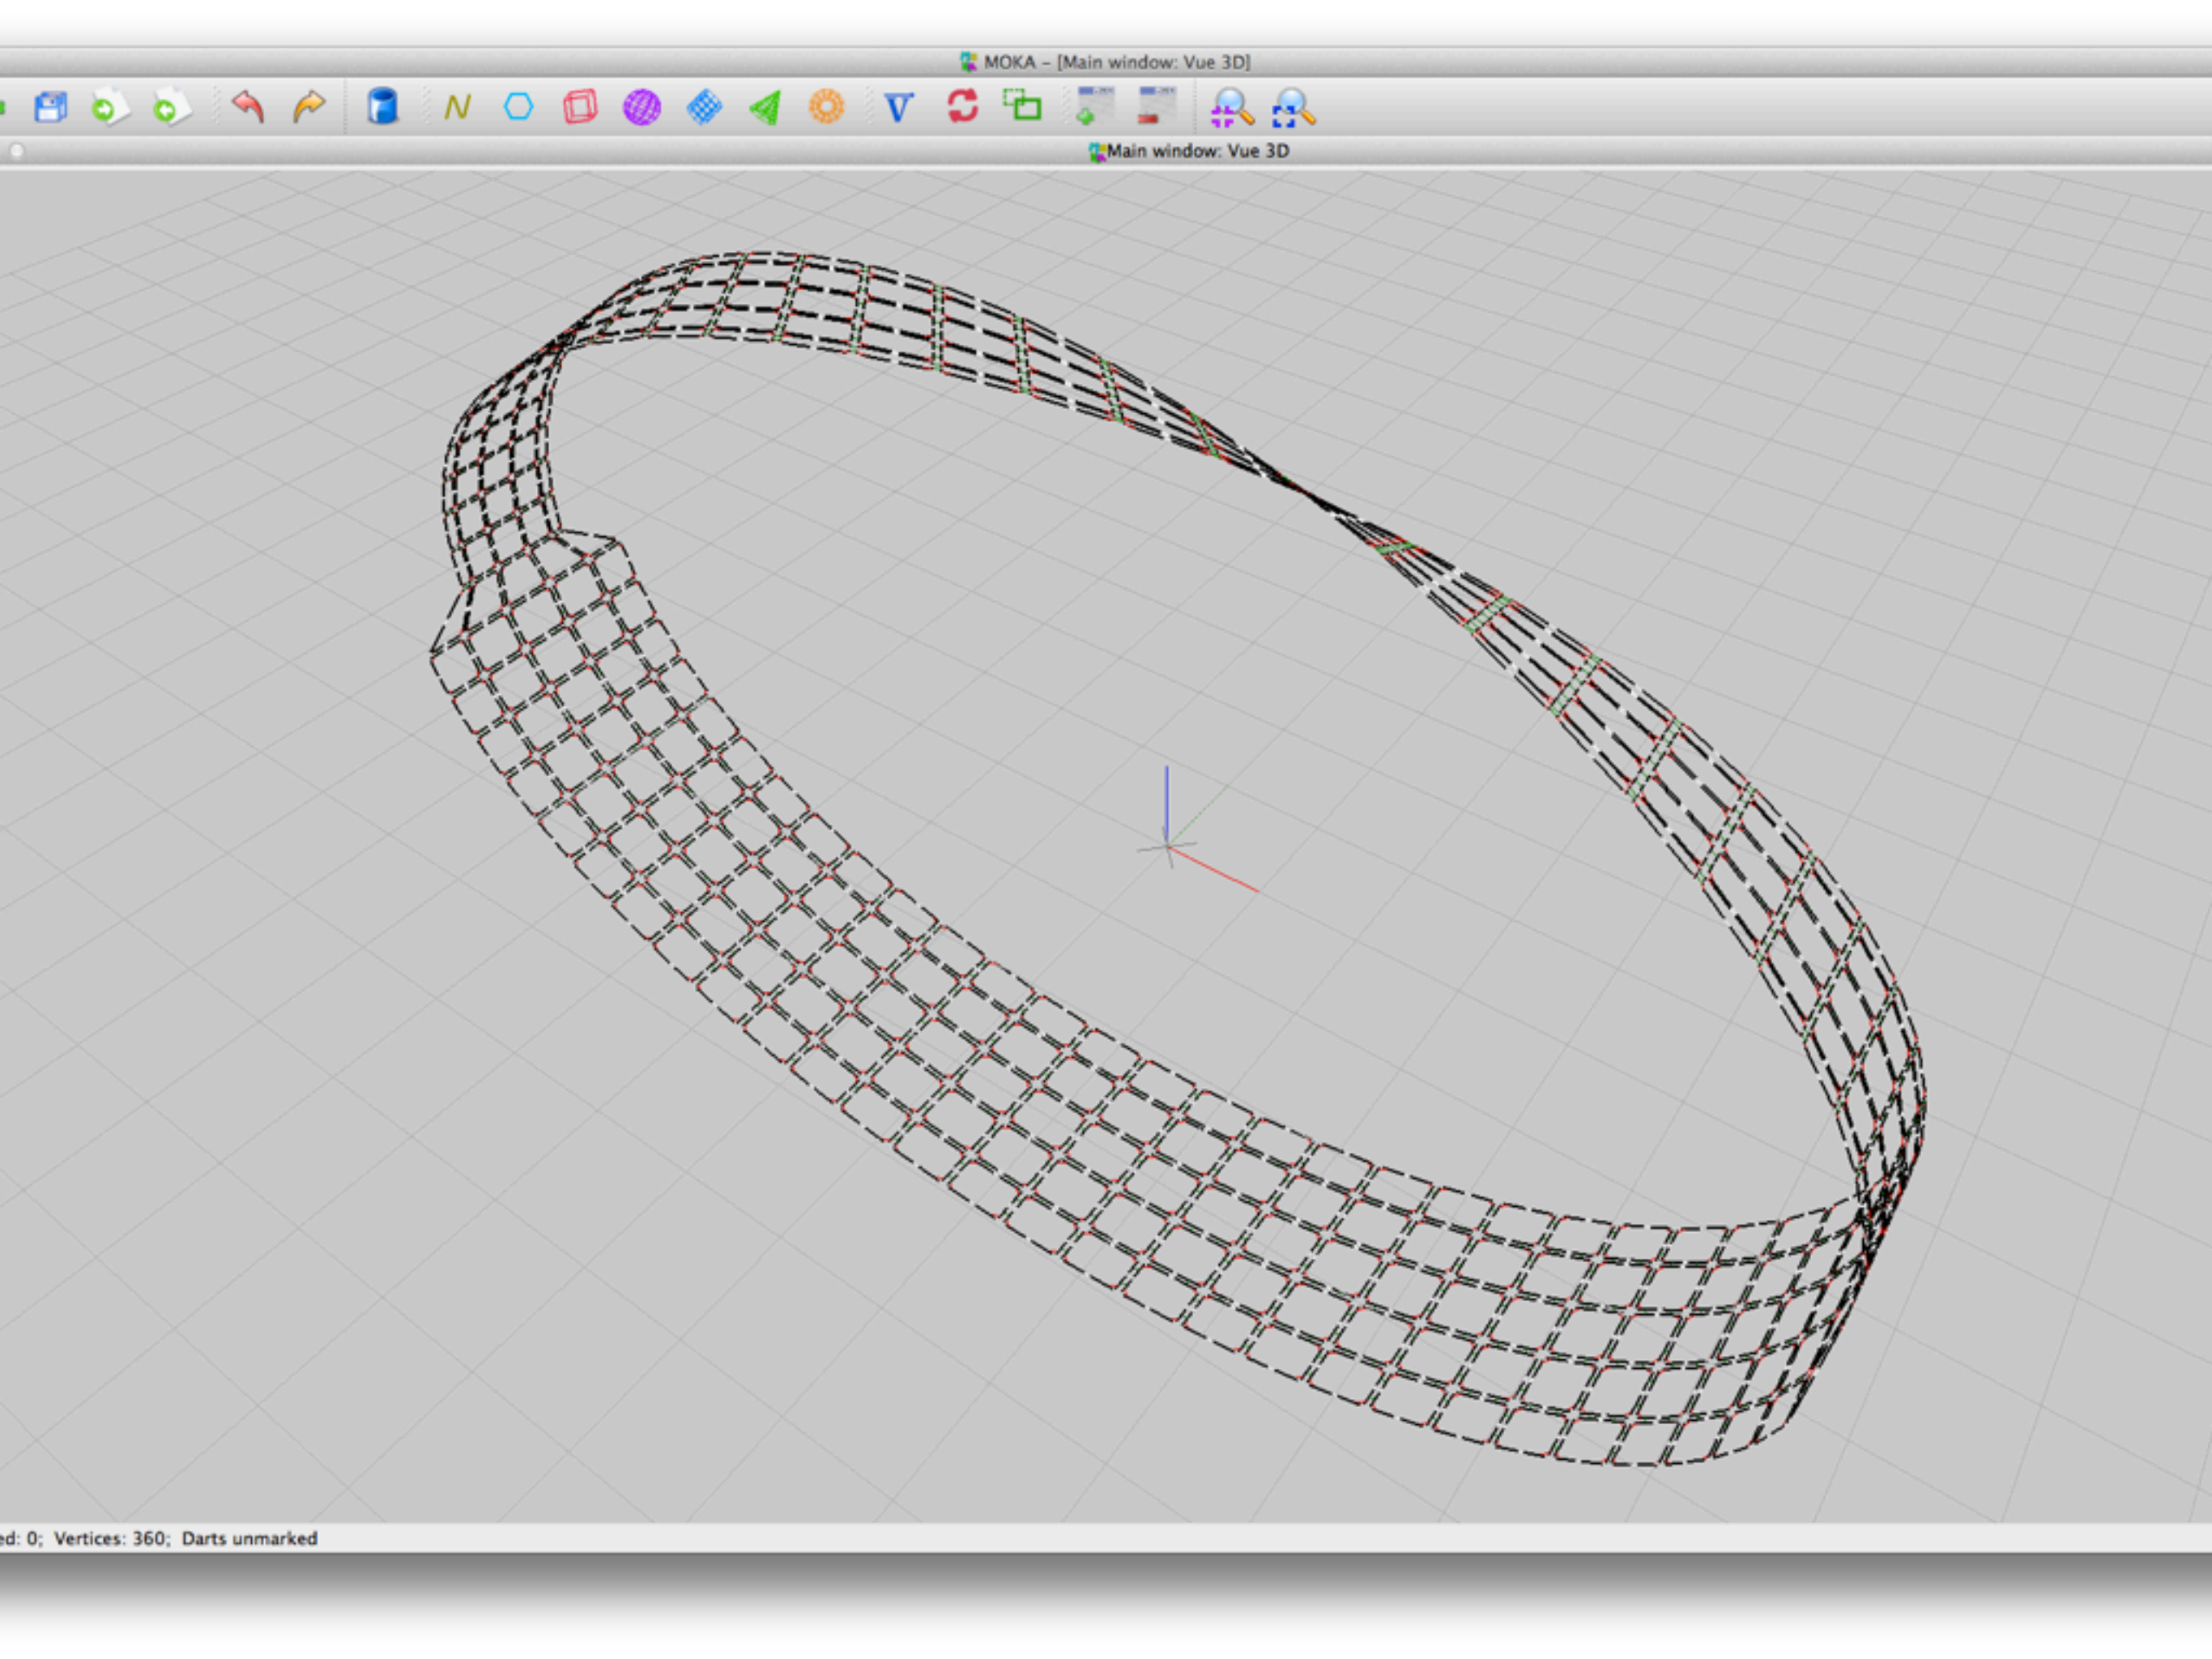 MOKA – [Main window: Vue 3D]
Main window: Vue 3D
ed: 0; Vertices: 360; Darts unmarked